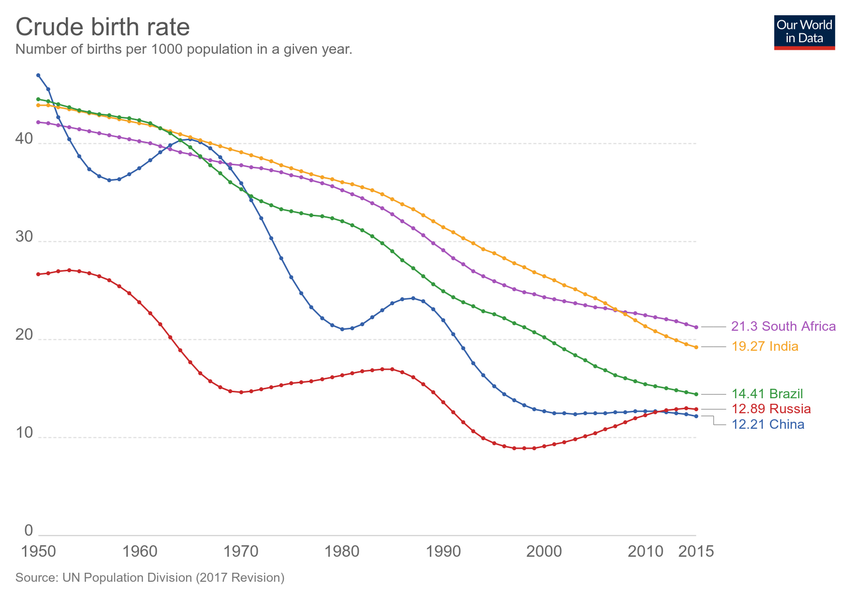 Crude birth rate
Number of births per 1000 population in a given year.
Our World
in Data
40
30
20
10
0
1950 1960 1970 1980 1990 2000 2010 2015
21.3 South Africa
19.27 India
14.41 Brazil
12.89 Russia
12.21 China
Source: UN Population Division (2017 Revision)